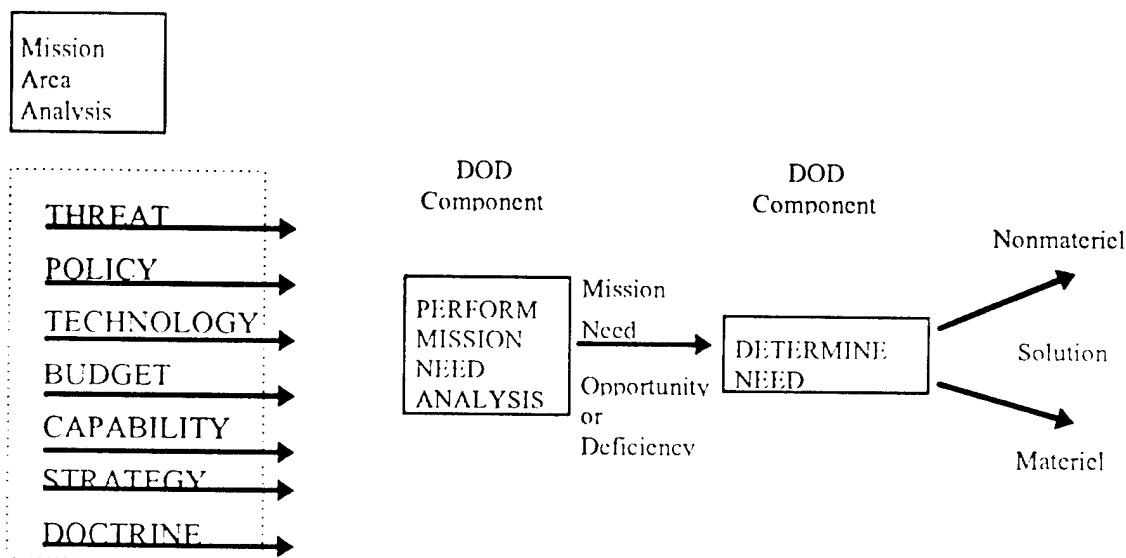 Mission
Area
Analysis
THREAT
POLICY
TECHNOLOGY
BUDGET
CAPABILITY
STRATEGY
DOCTRINE
DOD
Component
PERFORM
MISSION
NEED
ANALYSIS
Mission
Need
Opportunity
or
Deficiency
DOD
Component
DETERMINE
NEED
Nonmateriel
Solution
Materiel